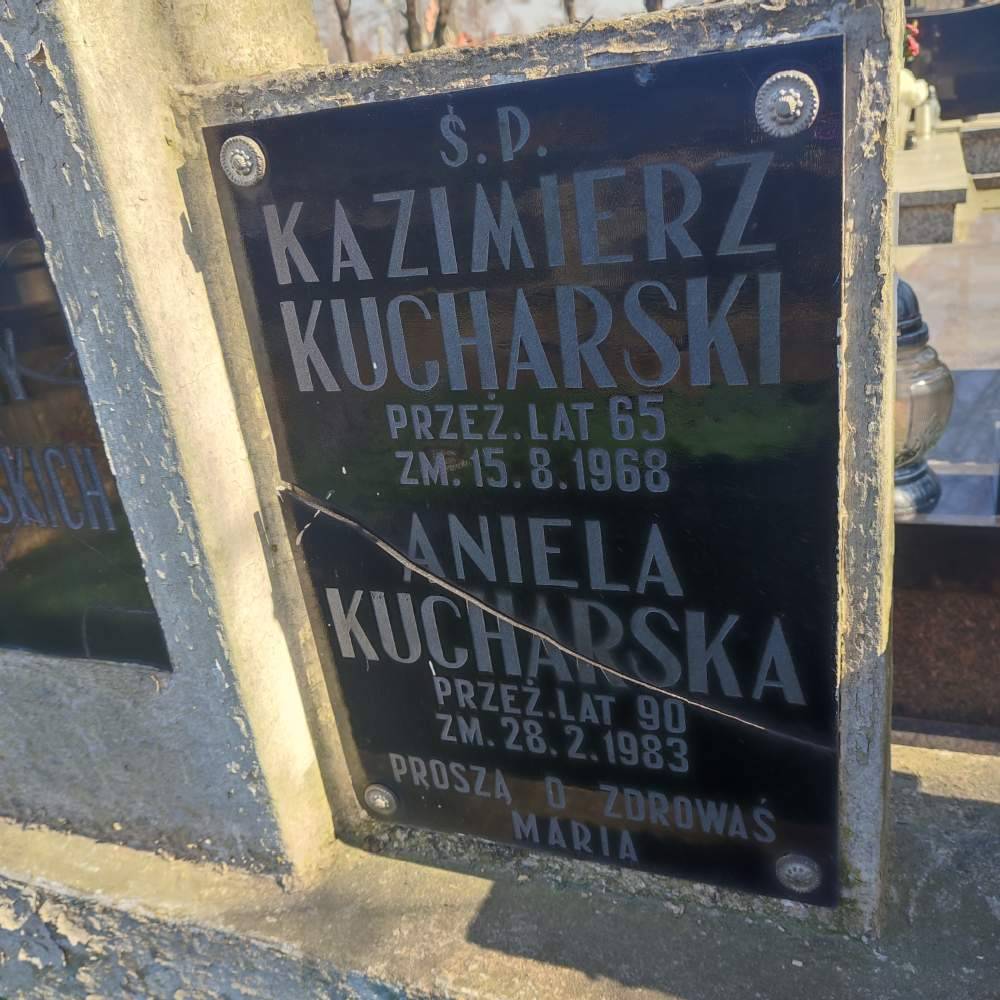 Ś. P.
KAZIMIERZ
KUCHARSKI
PRZEŻ. LAT 65
ZM. 15. 8. 1968
ANIELA
KUCHARSKA
PRZEŻ. LAT 90
ZM. 28. 2. 1983
PROSZĄ O ZDROWAŚ
MARIA